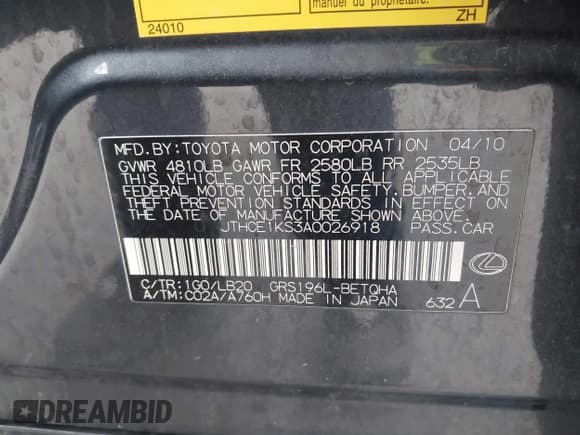 manuel du propriétaire.
24010
ZH
MFD.BY:TOYOTA MOTOR CORPORATION 04/10
GVWR 4810LB GAWR FR 2580LB RR 2535LB
THIS VEHICLE CONFORMS TO ALL APPLICABLE
FEDERAL MOTOR VEHICLE SAFETY,BUMPER,AND
THEFT PREVENTION STANDARDS IN EFFECT ON
THE DATE OF MANUFACTURE SHOWN ABOVE.
JTHCE1KS3A0026918 PASS.CAR
C/TR:1G0/LB20 GRS196L-BETQHA
A/TM:C02A/A760H MADE IN JAPAN 632A
DREAMBID